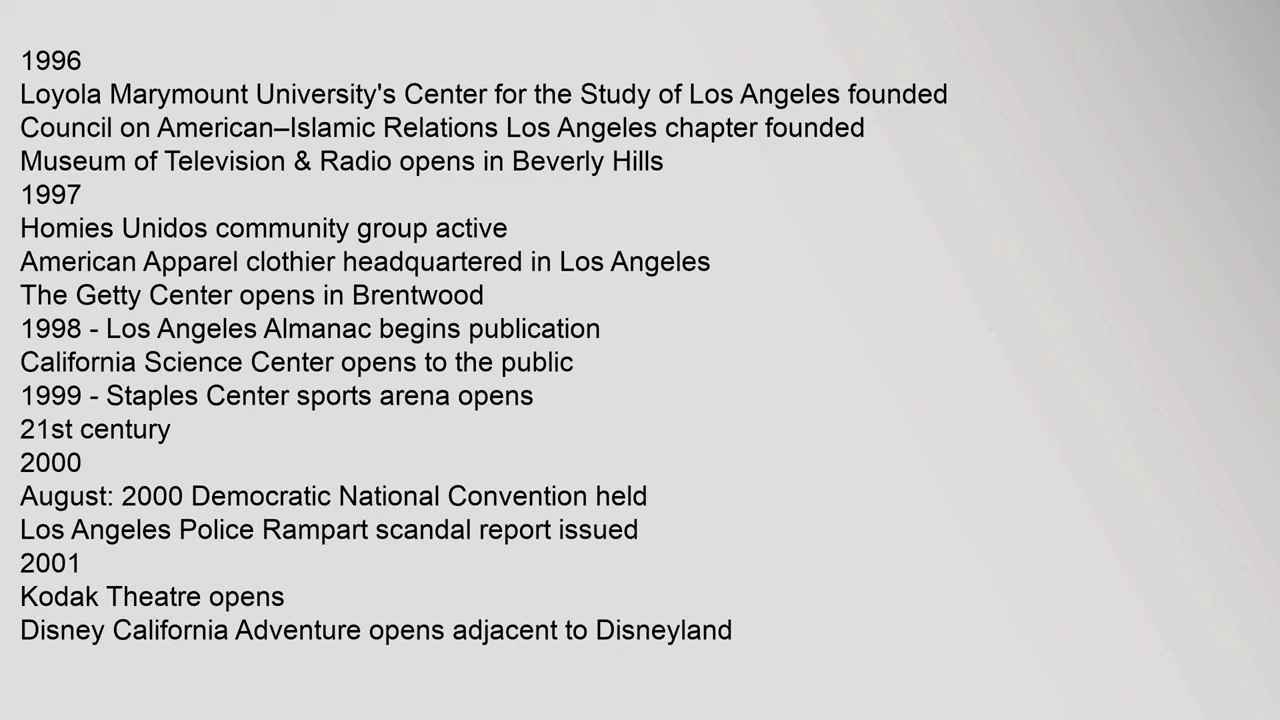 1996
Loyola Marymount University's Center for the Study of Los Angeles founded
Council on American–Islamic Relations Los Angeles chapter founded
Museum of Television & Radio opens in Beverly Hills
1997
Homies Unidos community group active
American Apparel clothier headquartered in Los Angeles
The Getty Center opens in Brentwood
1998 - Los Angeles Almanac begins publication
California Science Center opens to the public
1999 - Staples Center sports arena opens
21st century
2000
August: 2000 Democratic National Convention held
Los Angeles Police Rampart scandal report issued
2001
Kodak Theatre opens
Disney California Adventure opens adjacent to Disneyland